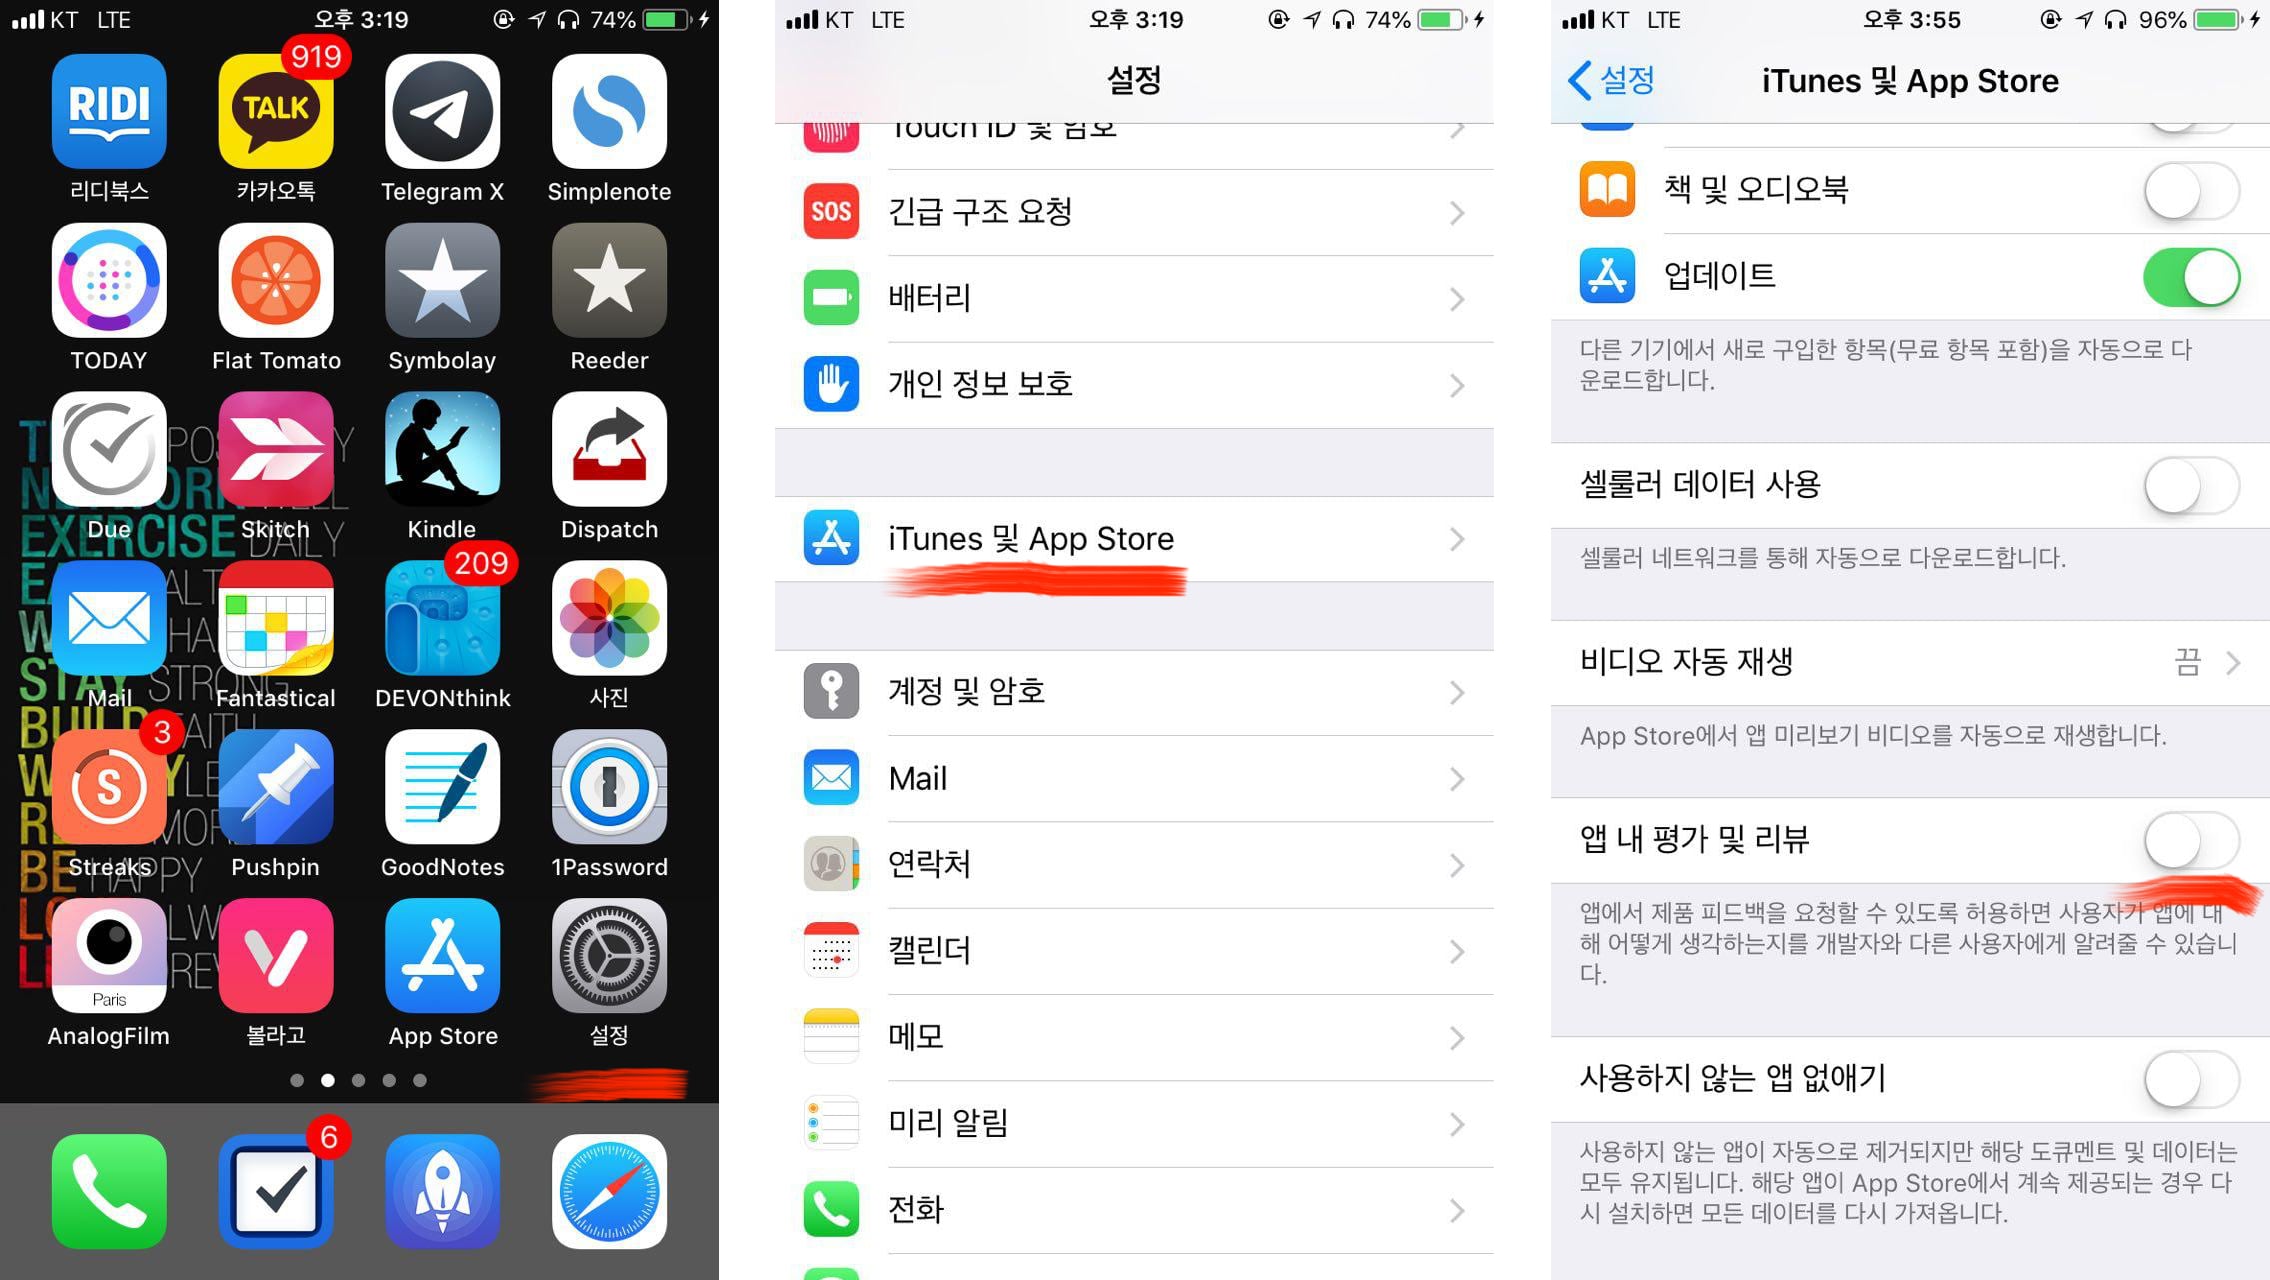 KT LTE 오후 3:19 74%
RIDI
TALK
919
리디북스 카카오톡 Telegram X Simplenote
TODAY Flat Tomato Symbolay Reeder
Due Skitch Kindle Dispatch
209
Mail Fantastical DEVONthink 사진
3
S
Streaks Pushpin GoodNotes 1Password
Paris
AnalogFilm 볼라고 App Store 설정
6
NETWORK WELL
EXERCISE DAILY
STAY STRONG
BUILD FAITH
BE HAPPY
KT LTE 오후 3:19 74%
설정
Touch ID 및 암호
SOS 긴급 구조 요청
배터리
개인 정보 보호
iTunes 및 App Store
계정 및 암호
Mail
연락처
캘린더
메모
미리 알림
전화
KT LTE 오후 3:55 96%
설정 iTunes 및 App Store
책 및 오디오북
업데이트
다른 기기에서 새로 구입한 항목(무료 항목 포함)을 자동으로 다
운로드합니다.
셀룰러 데이터 사용
셀룰러 네트워크를 통해 자동으로 다운로드합니다.
비디오 자동 재생 끔
App Store에서 앱 미리보기 비디오를 자동으로 재생합니다.
앱 내 평가 및 리뷰
앱에서 제품 피드백을 요청할 수 있도록 허용하면 사용자가 앱에 대
해 어떻게 생각하는지를 개발자와 다른 사용자에게 알려줄 수 있습니
다.
사용하지 않는 앱 없애기
사용하지 않는 앱이 자동으로 제거되지만 해당 도큐멘트 및 데이터는
모두 유지됩니다. 해당 앱이 App Store에서 계속 제공되는 경우 다
시 설치하면 모든 데이터를 다시 가져옵니다.